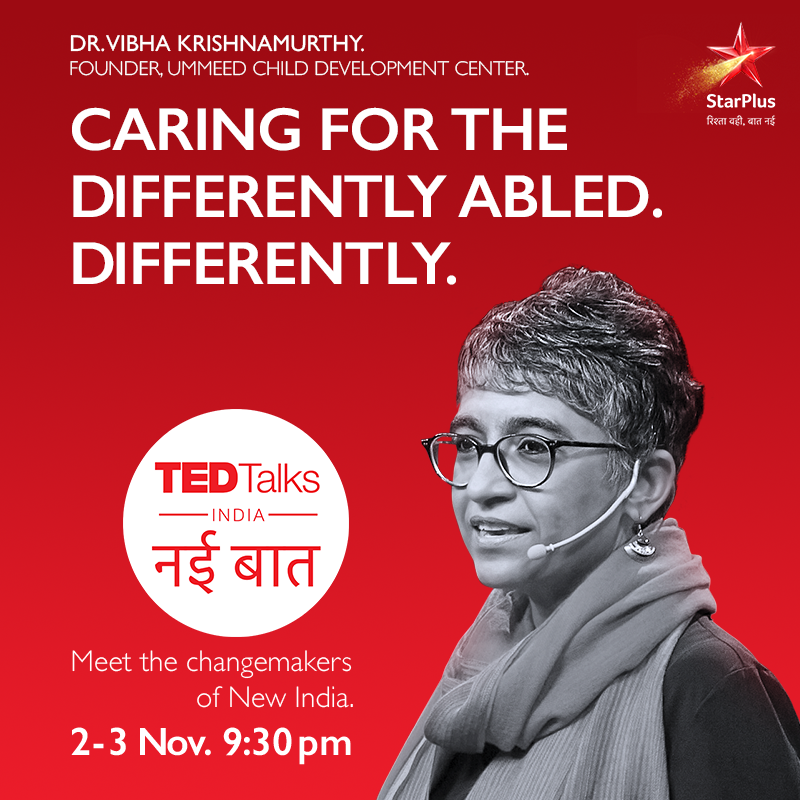 DR. VIBHA KRISHNAMURTHY.
FOUNDER, UMMEED CHILD DEVELOPMENT CENTER.
CARING FOR THE
DIFFERENTLY ABLED.
DIFFERENTLY.
StarPlus
रिश्ता वही, बात नई
TEDTalks
INDIA
नई बात
Meet the changemakers
of New India.
2-3 Nov. 9:30 pm